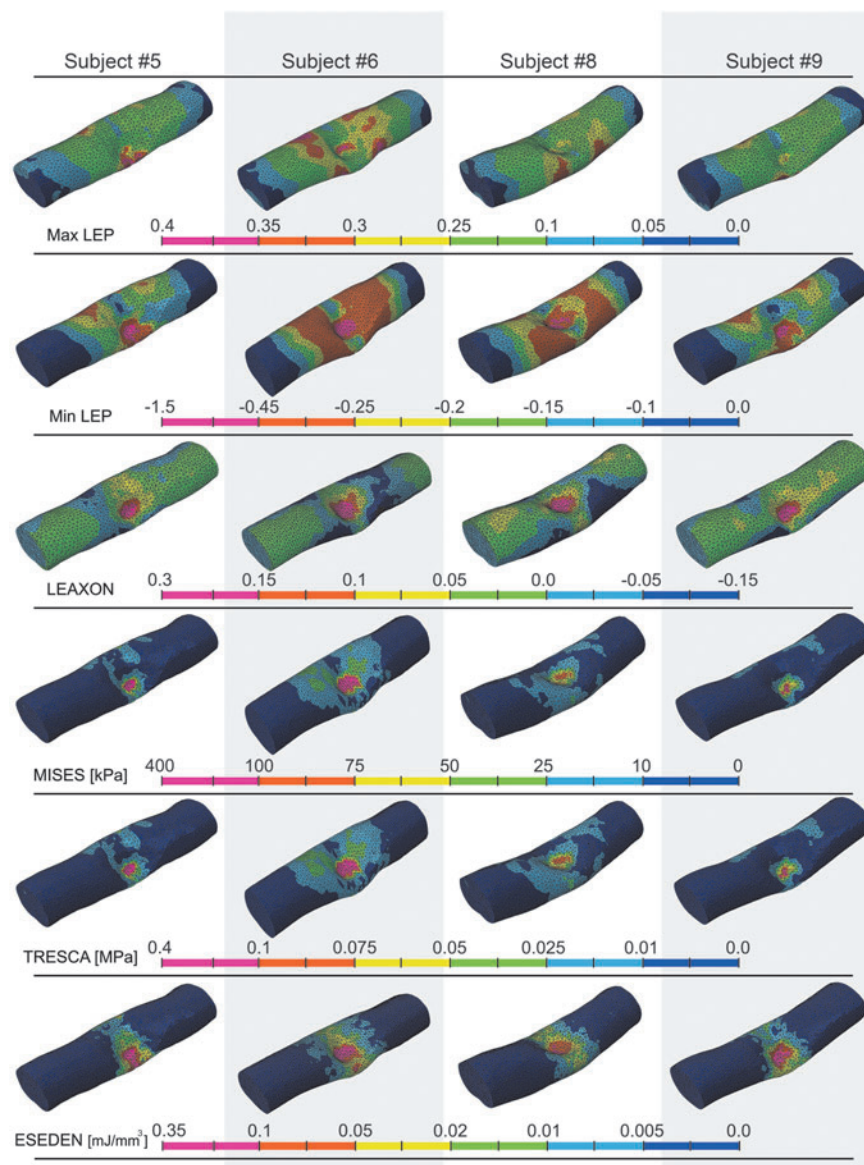 Subject #5 Subject #6 Subject #8 Subject #9
0.4 0.35 0.3 0.25 0.1 0.05 0.0
Max LEP
-1.5 -0.45 -0.25 -0.2 -0.15 -0.1 0.0
Min LEP
0.3 0.15 0.1 0.05 0.0 -0.05 -0.15
LEAXON
400 100 75 50 25 10 0
MISES [kPa]
0.4 0.1 0.075 0.05 0.025 0.01 0.0
TRESCA [MPa]
0.35 0.1 0.05 0.02 0.01 0.005 0.0
ESEDEN [mJ/mm³]